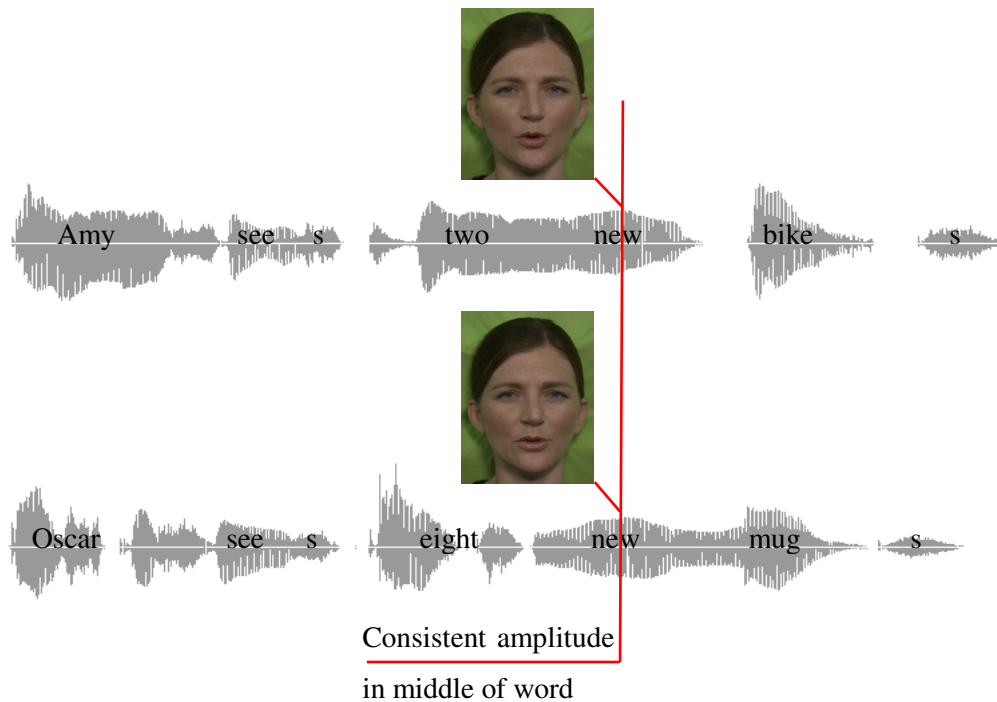 Amy see s two new bike s
Oscar see s eight new mug s
Consistent amplitude
in middle of word